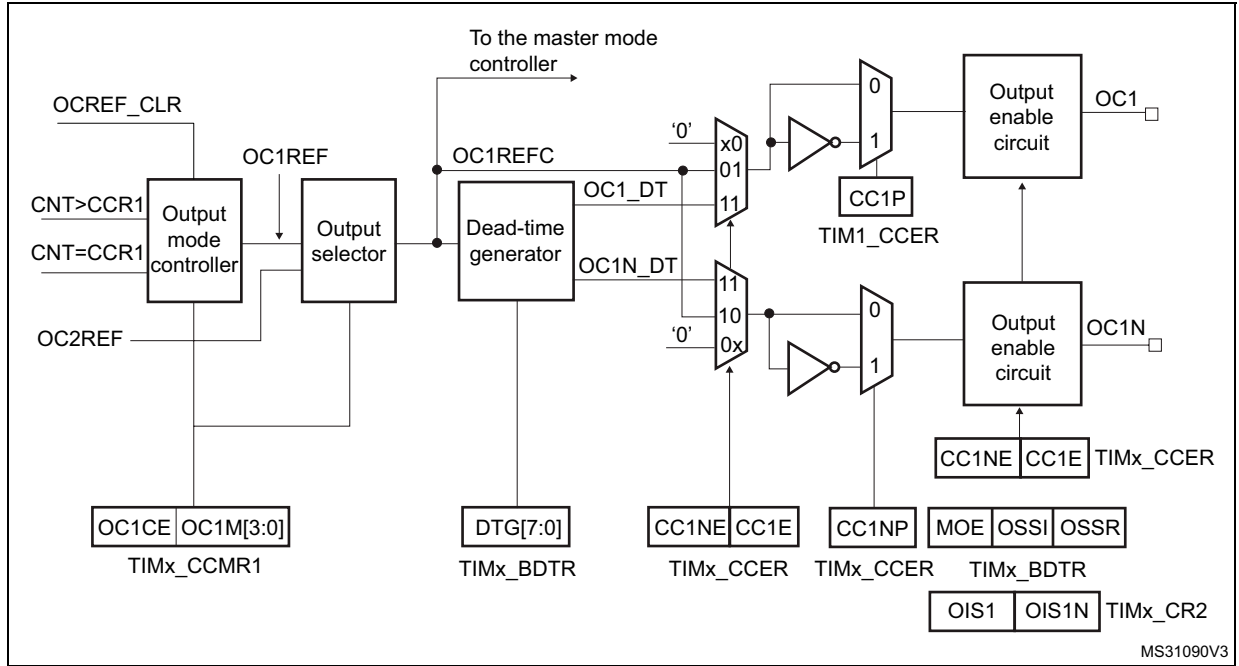 To the master mode
controller
OCREF_CLR
OC1REF
CNT>CCR1
CNT=CCR1
Output
mode
controller
OC2REF
Output
selector
OC1REFC
Dead-time
generator
OC1_DT
OC1N_DT
'0'
x0
01
11
11
10
0x
'0'
0
1
CC1P
TIM1_CCER
0
1
Output
enable
circuit
OC1
Output
enable
circuit
OC1N
CC1NE CC1E TIMx_CCER
OC1CE OC1M[3:0]
TIMx_CCMR1
DTG[7:0]
TIMx_BDTR
CC1NE CC1E
TIMx_CCER
CC1NP
TIMx_CCER
MOE OSSI OSSR
TIMx_BDTR
OIS1 OIS1N TIMx_CR2
MS31090V3